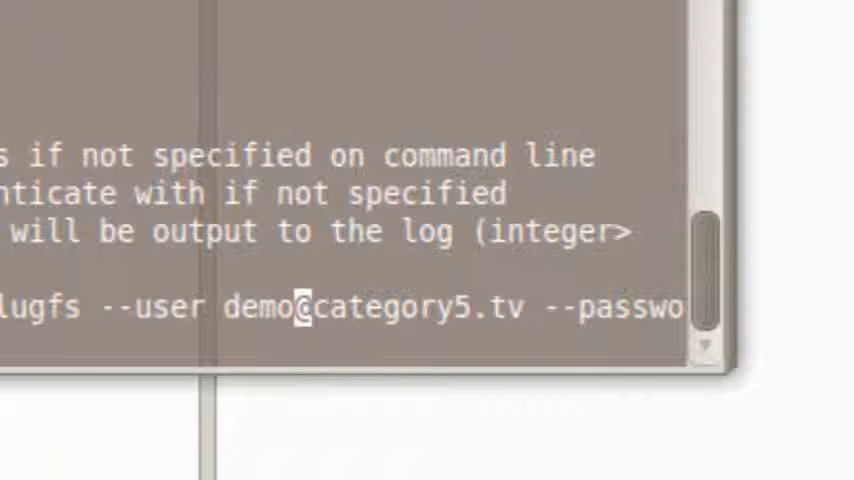 s if not specified on command line
nticate with if not specified
will be output to the log (integer>
lugfs --user demo@category5.tv --passwo